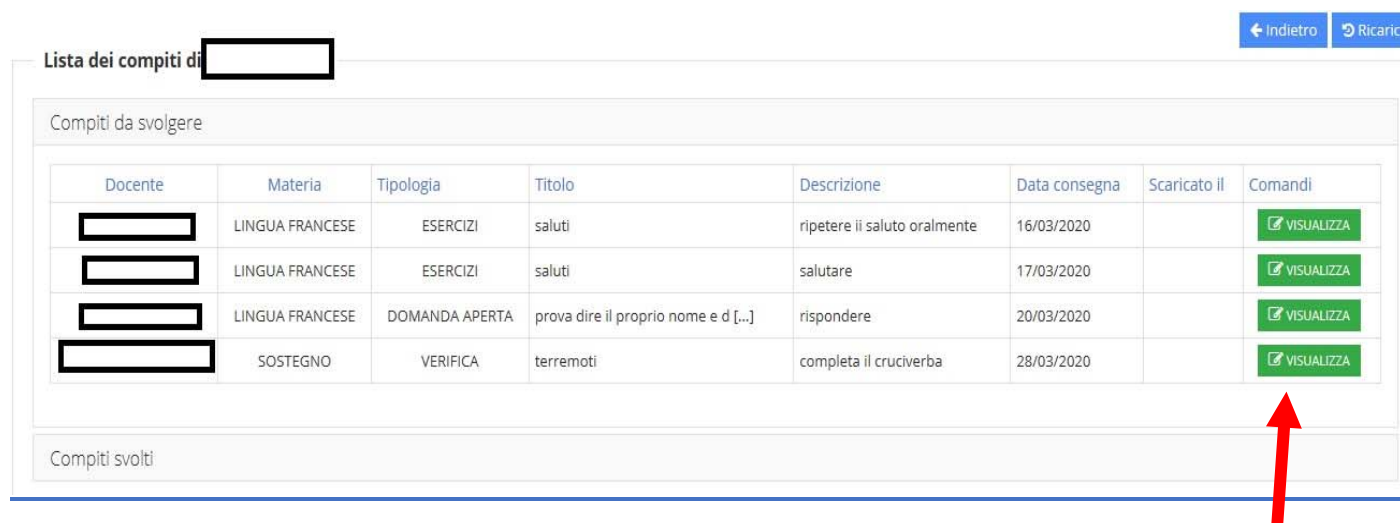 Indietro
Ricaric
Lista dei compiti di
Compiti da svolgere
Docente Materia Tipologia Titolo Descrizione Data consegna Scaricato il Comandi
LINGUA FRANCESE ESERCIZI saluti ripetere ii saluto oralmente 16/03/2020 VISUALIZZA
LINGUA FRANCESE ESERCIZI saluti salutare 17/03/2020 VISUALIZZA
LINGUA FRANCESE DOMANDA APERTA prova dire il proprio nome e d [...] rispondere 20/03/2020 VISUALIZZA
SOSTEGNO VERIFICA terremoti completa il cruciverba 28/03/2020 VISUALIZZA
Compiti svolti